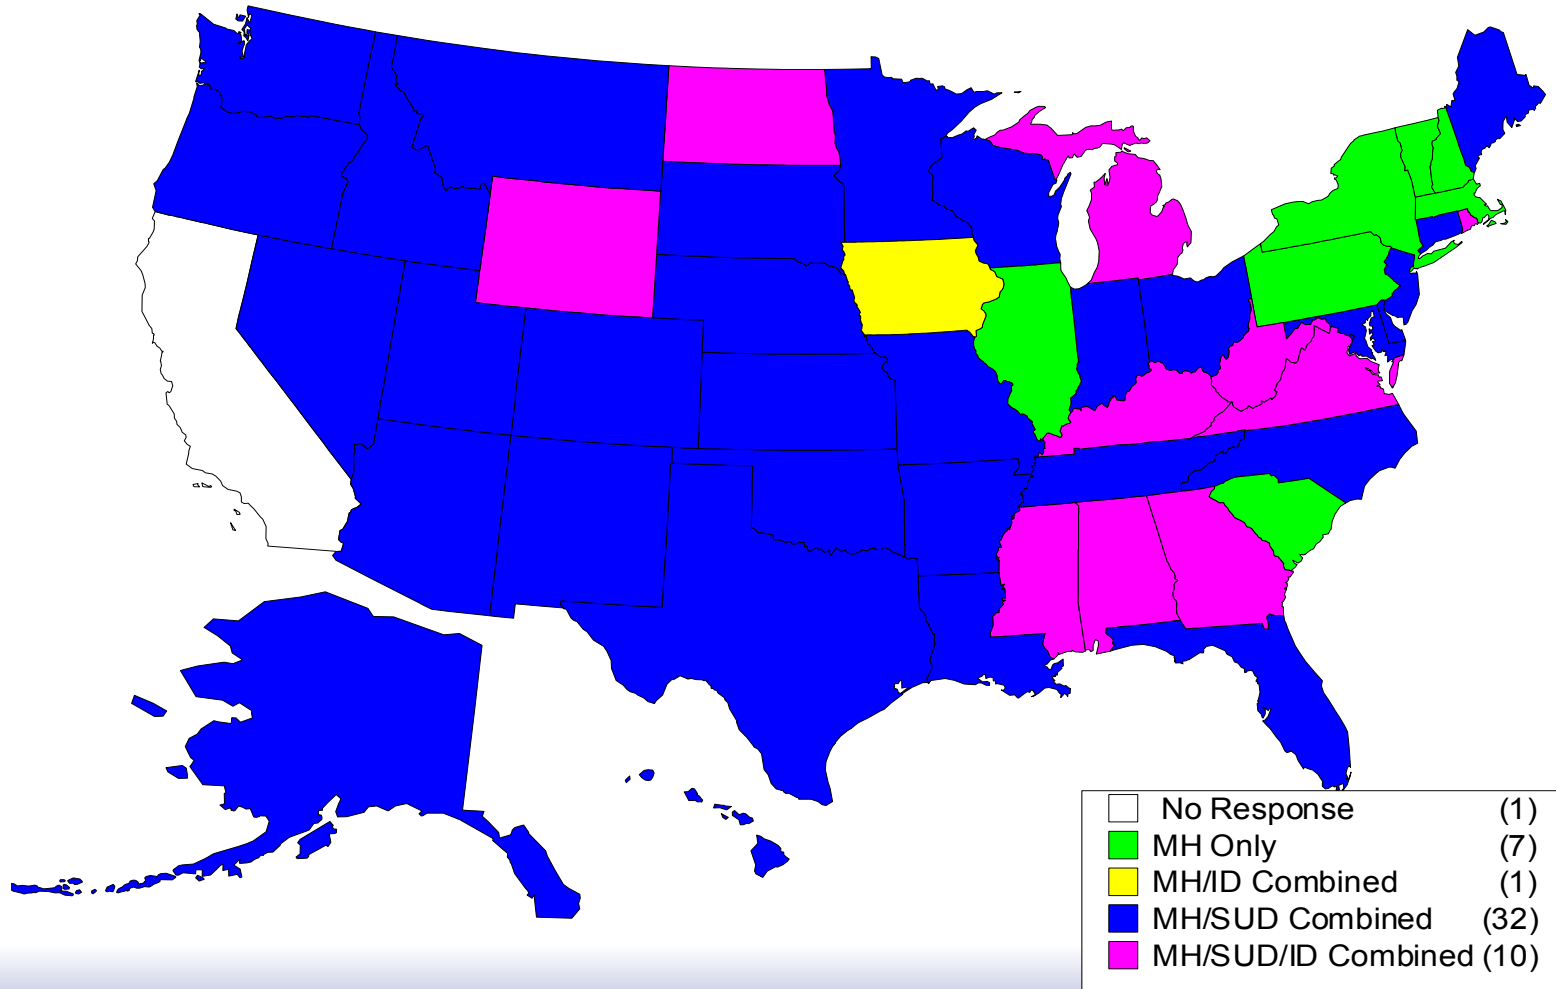 No Response (1)
MH Only (7)
MH/ID Combined (1)
MH/SUD Combined (32)
MH/SUD/ID Combined (10)